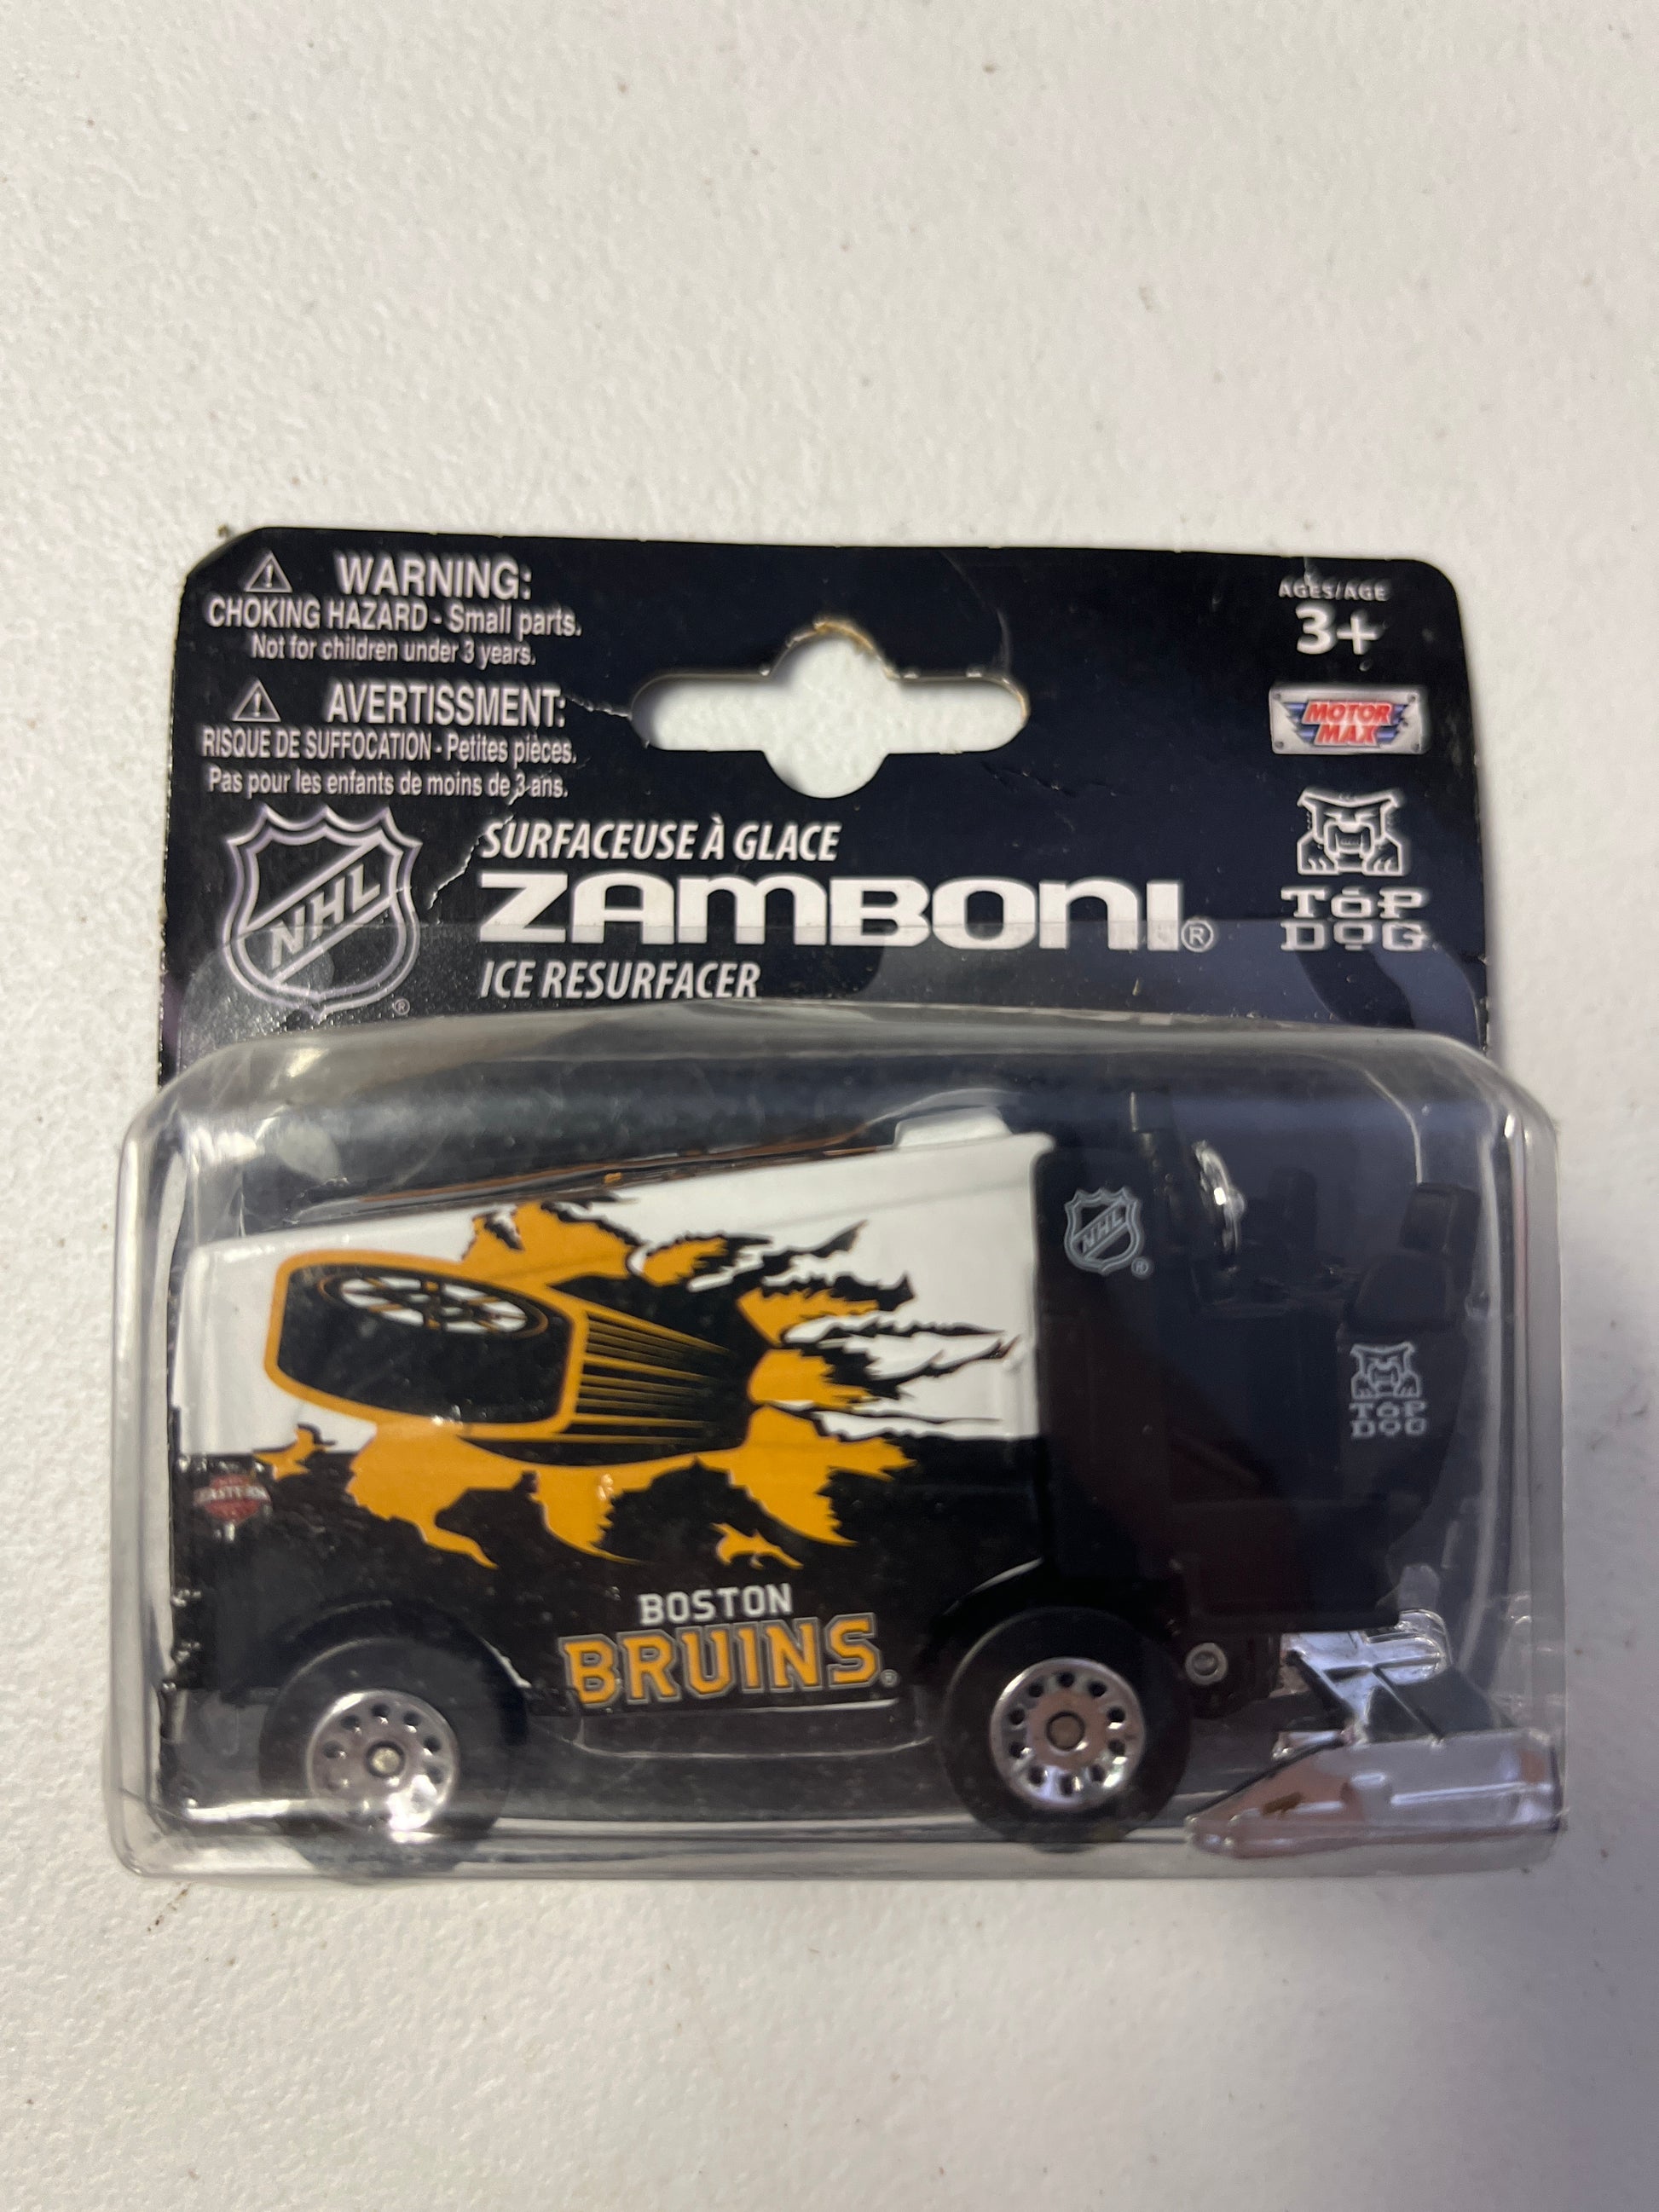 WARNING:
CHOKING HAZARD - Small parts.
Not for children under 3 years.
AVERTISSEMENT:
RISQUE DE SUFFOCATION - Petites pièces.
Pas pour les enfants de moins de 3 ans.
AGES/AGE
3+
MOTOR
MAX
TOP
DOG
NHL
®
SURFACEUSE À GLACE
ZAMBONI®
ICE RESURFACER
NHL
®
TOP
DOG
EASTERN
BOSTON
BRUINS®